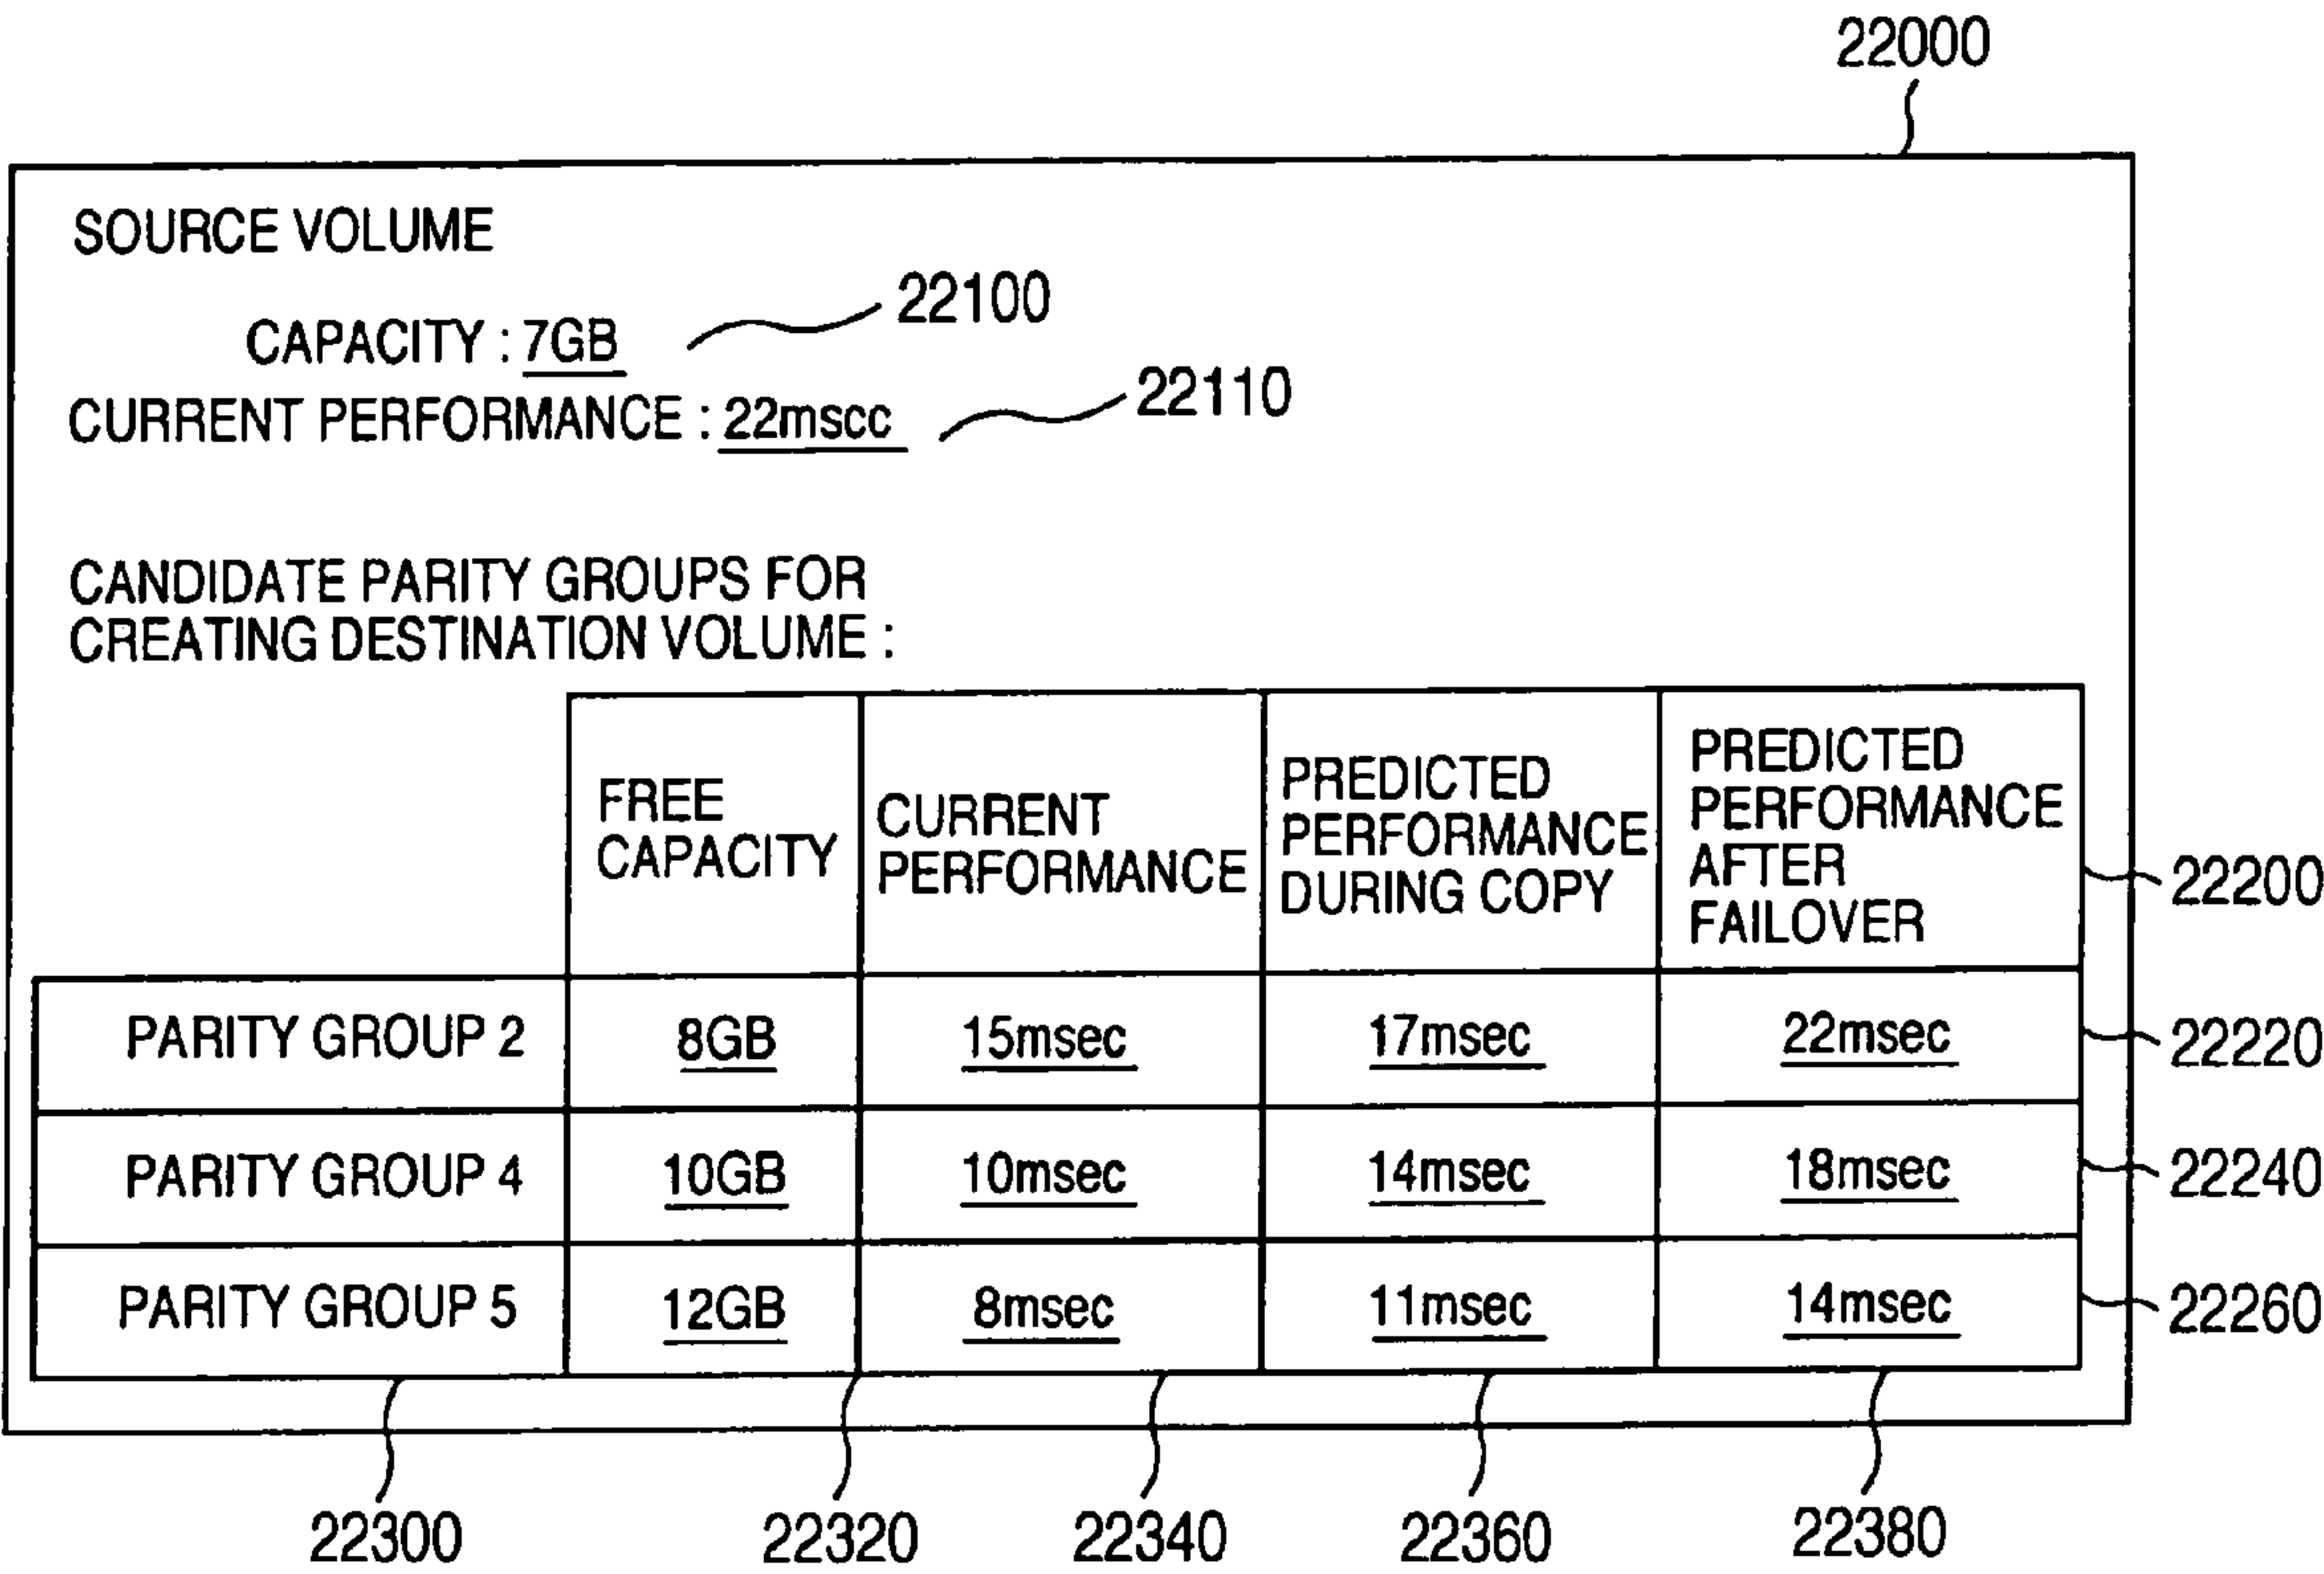 22000
SOURCE VOLUME
CAPACITY : 7GB
22100
CURRENT PERFORMANCE : 22mscc
22110
CANDIDATE PARITY GROUPS FOR
CREATING DESTINATION VOLUME :
FREE
CAPACITY
CURRENT
PERFORMANCE
PREDICTED
PERFORMANCE
DURING COPY
PREDICTED
PERFORMANCE
AFTER
FAILOVER
22200
PARITY GROUP 2 8GB 15msec 17msec 22msec 22220
PARITY GROUP 4 10GB 10msec 14msec 18msec 22240
PARITY GROUP 5 12GB 8msec 11msec 14msec 22260
22300 22320 22340 22360 22380